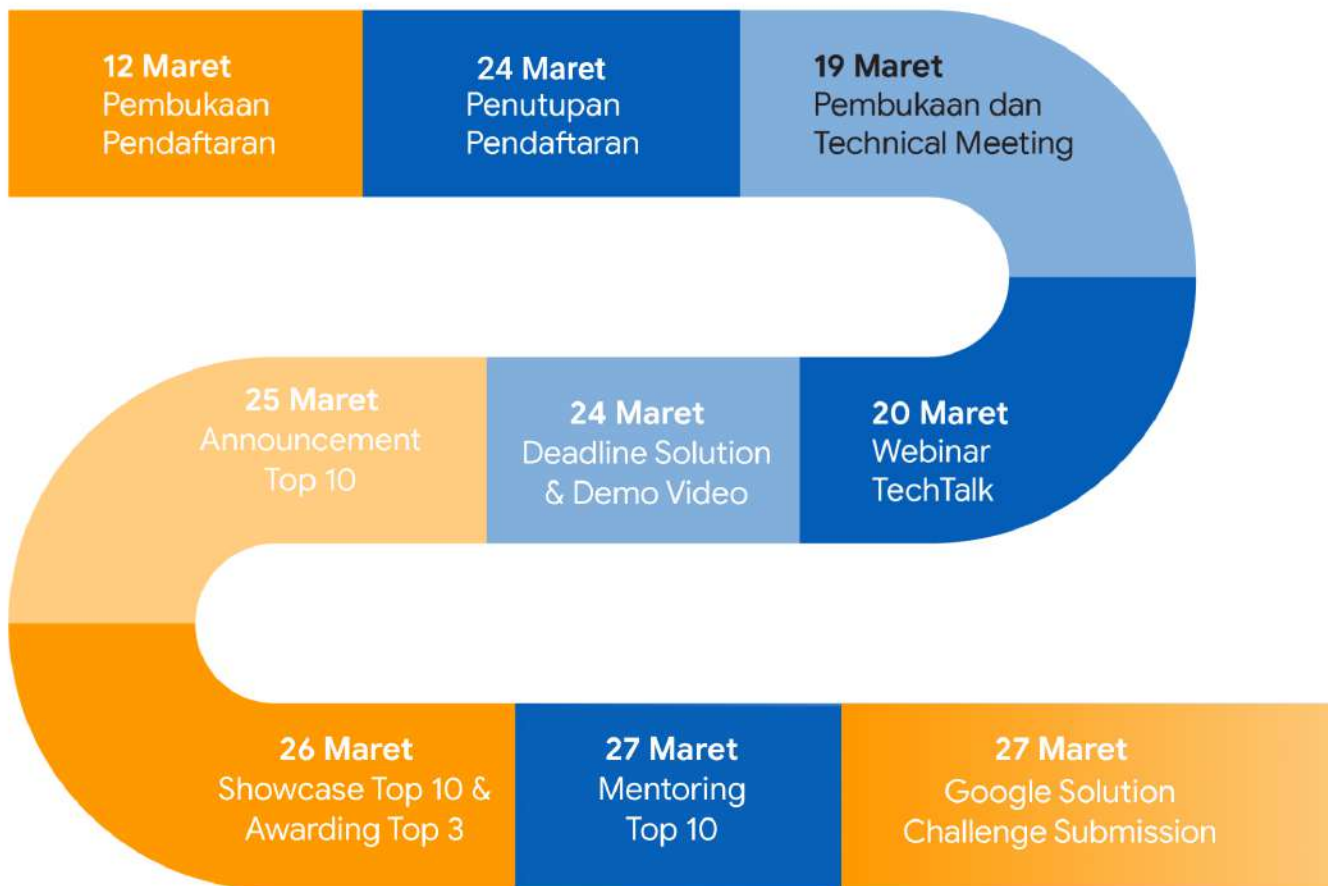 12 Maret
Pembukaan
Pendaftaran
24 Maret
Penutupan
Pendaftaran
19 Maret
Pembukaan dan
Technical Meeting
20 Maret
Webinar
TechTalk
24 Maret
Deadline Solution
& Demo Video
25 Maret
Announcement
Top 10
26 Maret
Showcase Top 10 &
Awarding Top 3
27 Maret
Mentoring
Top 10
27 Maret
Google Solution
Challenge Submission